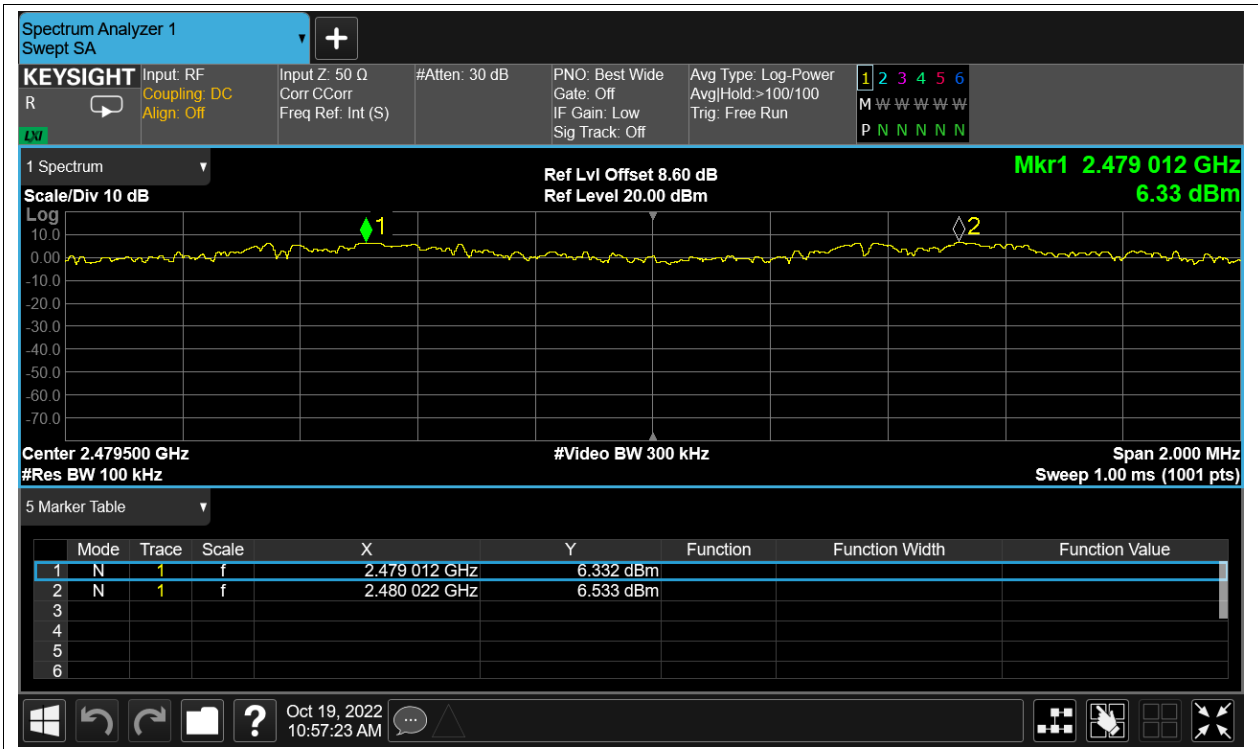 Spectrum Analyzer 1
Swept SA
KEYSIGHT Input: RF Input Z: 50 Ω #Atten: 30 dB PNO: Best Wide Avg Type: Log-Power 1 2 3 4 5 6
R Coupling: DC Corr CCorr Gate: Off Avg|Hold:>100/100 M W W W W W
Align: Off Freq Ref: Int (S) IF Gain: Low Trig: Free Run
LXI Sig Track: Off P N N N N N
1 Spectrum Ref Lvl Offset 8.60 dB Mkr1 2.479 012 GHz
Scale/Div 10 dB Ref Level 20.00 dBm 6.33 dBm
Log
1 2
10.0
0.00
-10.0
-20.0
-30.0
-40.0
-50.0
-60.0
-70.0
Center 2.479500 GHz #Video BW 300 kHz Span 2.000 MHz
#Res BW 100 kHz Sweep 1.00 ms (1001 pts)
5 Marker Table
Mode Trace Scale X Y Function Function Width Function Value
1 N 1 f 2.479 012 GHz 6.332 dBm
2 N 1 f 2.480 022 GHz 6.533 dBm
3
4
5
6
? Oct 19, 2022
10:57:23 AM